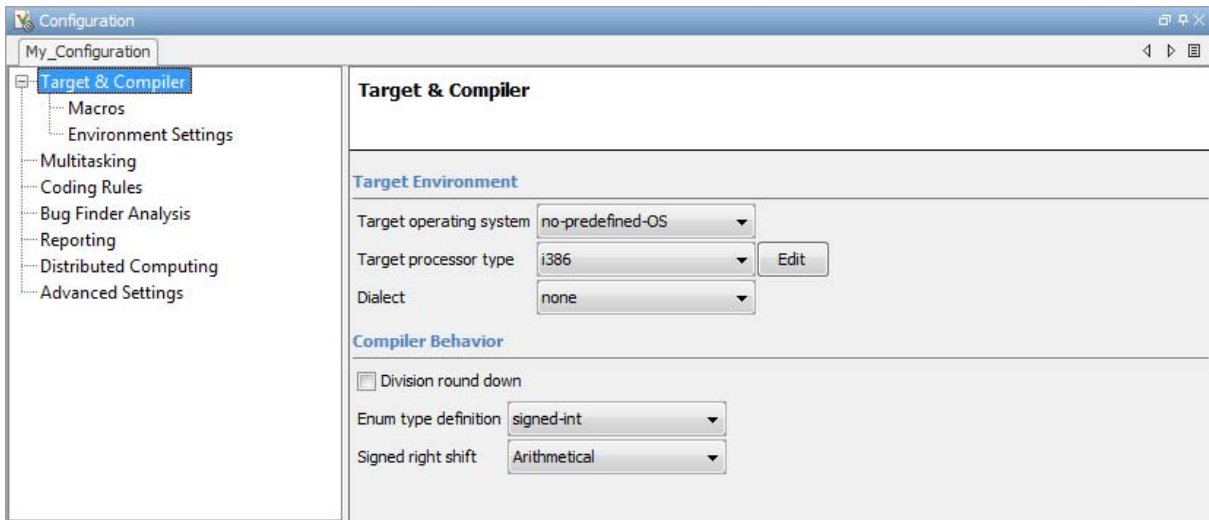 Configuration
My_Configuration
Target & Compiler
Macros
Environment Settings
Multitasking
Coding Rules
Bug Finder Analysis
Reporting
Distributed Computing
Advanced Settings
Target & Compiler
Target Environment
Target operating system no-predefined-OS
Target processor type i386 Edit
Dialect none
Compiler Behavior
Division round down
Enum type definition signed-int
Signed right shift Arithmetical